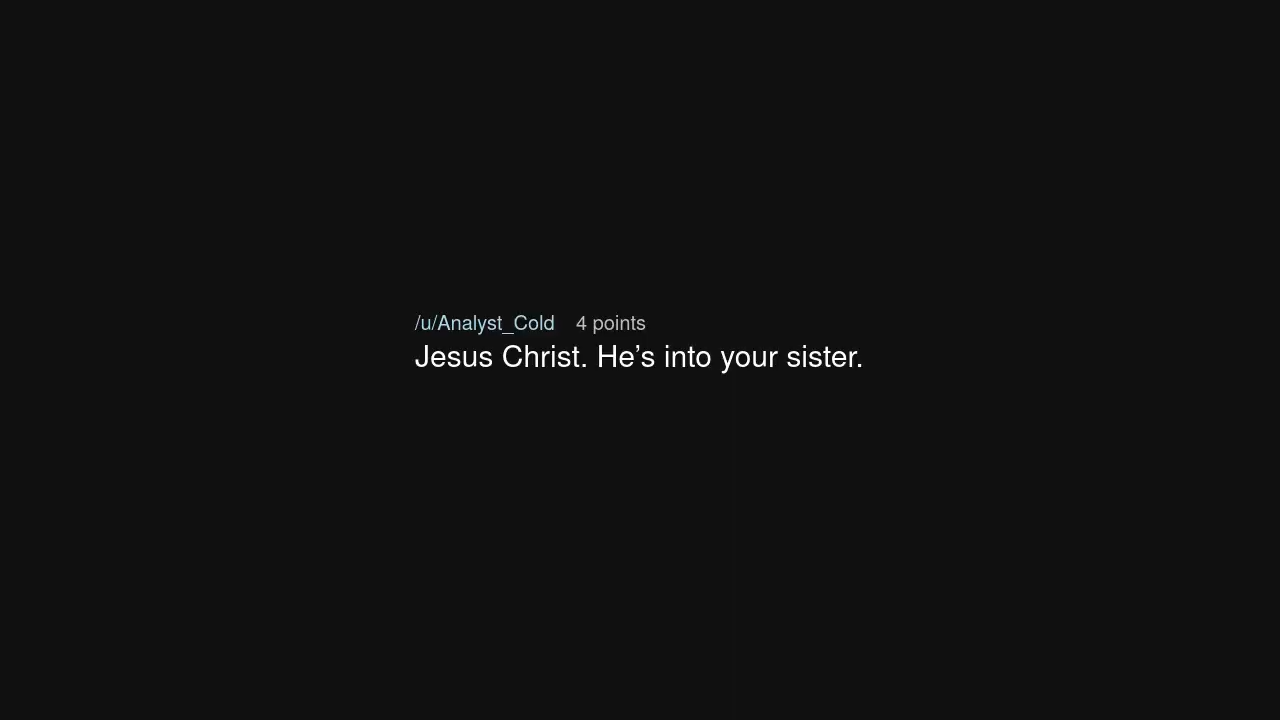 /u/Analyst_Cold 4 points
Jesus Christ. He’s into your sister.